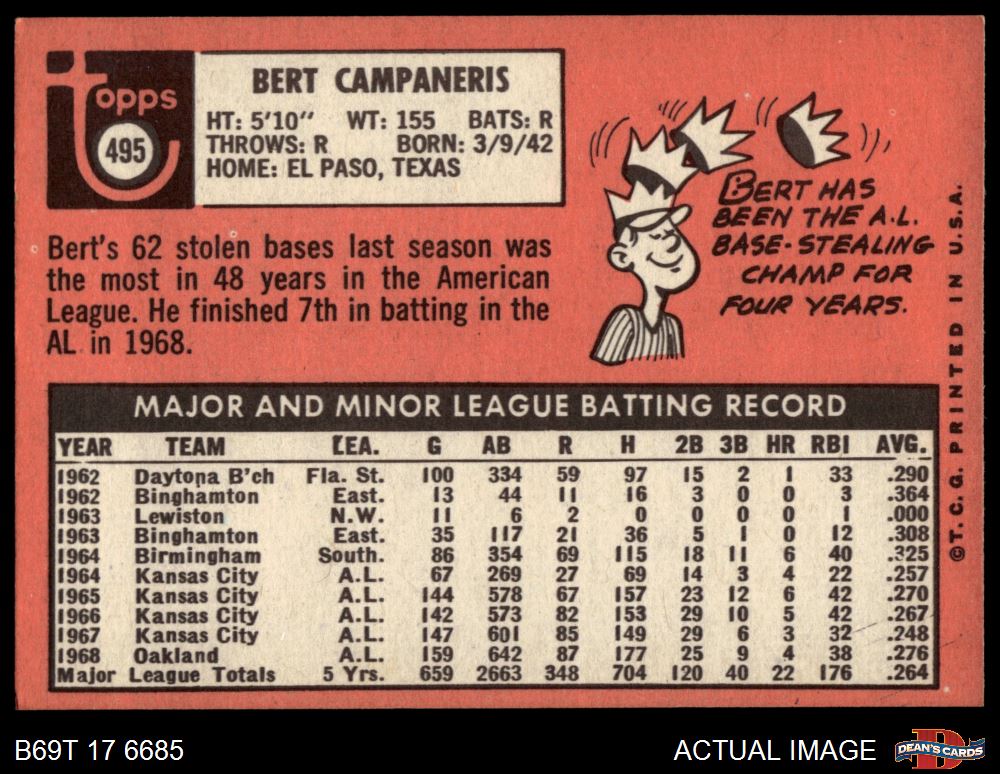 Topps
495
BERT CAMPANERIS
HT: 5'10" WT: 155 BATS: R
THROWS: R BORN: 3/9/42
HOME: EL PASO, TEXAS
Bert's 62 stolen bases last season was
the most in 48 years in the American
League. He finished 7th in batting in the
AL in 1968.
BERT HAS
BEEN THE A.L.
BASE-STEALING
CHAMP FOR
FOUR YEARS.
MAJOR AND MINOR LEAGUE BATTING RECORD
YEAR TEAM LEA. G AB R H 2B 3B HR RBI AVG.
1962 Daytona B'ch Fla. St. 100 334 59 97 15 2 1 33 .290
1962 Binghamton East. 13 44 11 16 3 0 0 3 .364
1963 Lewiston N.W. 11 6 2 0 0 0 0 1 .000
1963 Binghamton East. 35 117 21 36 5 1 0 12 .308
1964 Birmingham South. 86 354 69 115 18 11 6 40 .325
1964 Kansas City A.L. 67 269 27 69 14 3 4 22 .257
1965 Kansas City A.L. 144 578 67 157 23 12 6 42 .270
1966 Kansas City A.L. 142 573 82 153 29 10 5 42 .267
1967 Kansas City A.L. 147 601 85 149 29 6 3 32 .248
1968 Oakland A.L. 159 642 87 177 25 9 4 38 .276
Major League Totals 5 Yrs. 659 2663 348 704 120 40 22 176 .264
©T.C.G. PRINTED IN U.S.A.
B69T 17 6685
ACTUAL IMAGE
D
DEAN'S CARDS